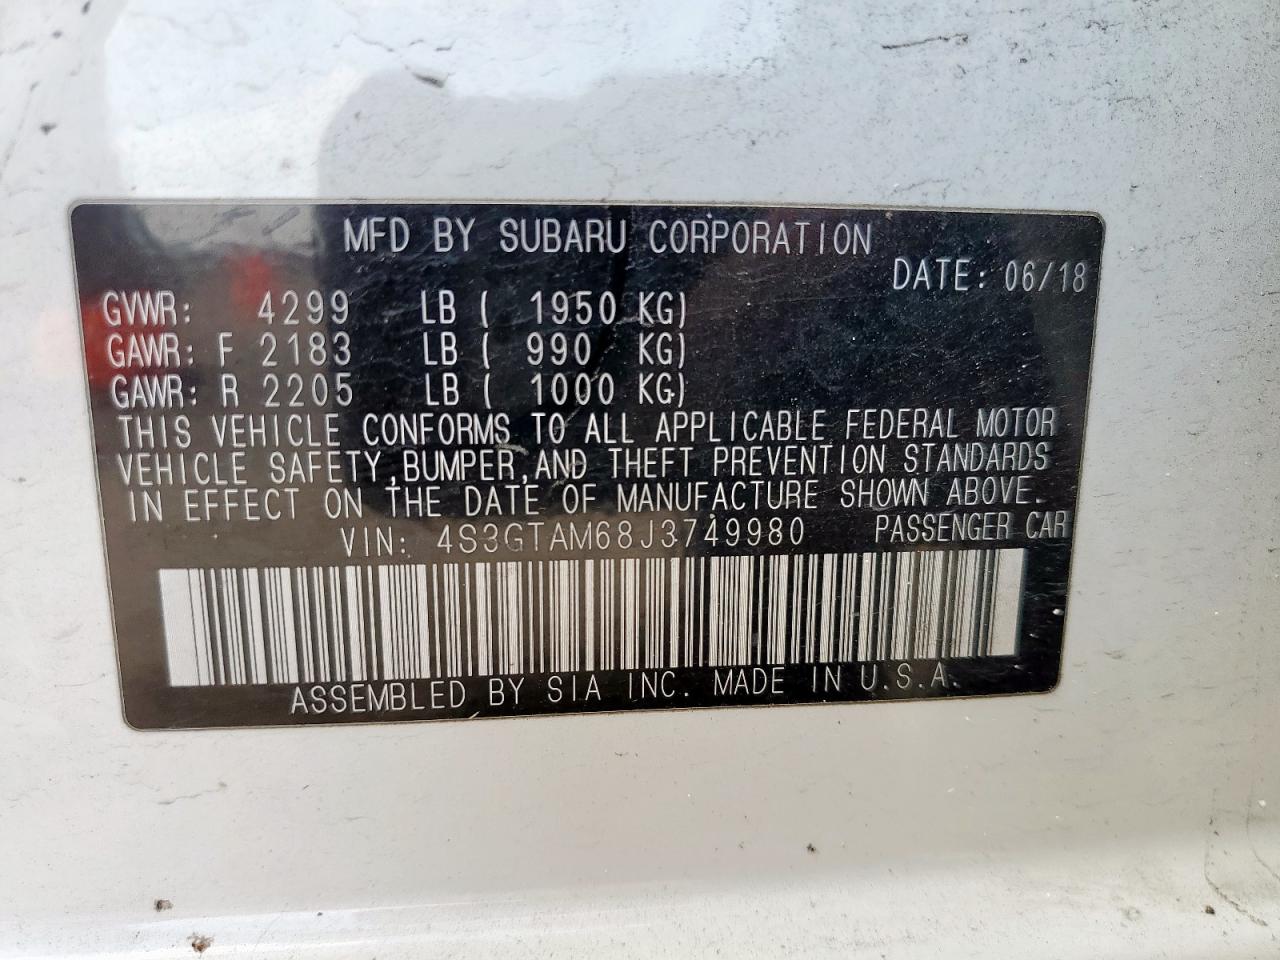 MFD BY SUBARU CORPORATION
DATE: 06/18
GVWR: 4299 LB ( 1950 KG)
GAWR: F 2183 LB ( 990 KG)
GAWR: R 2205 LB ( 1000 KG)
THIS VEHICLE CONFORMS TO ALL APPLICABLE FEDERAL MOTOR
VEHICLE SAFETY,BUMPER,AND THEFT PREVENTION STANDARDS
IN EFFECT ON THE DATE OF MANUFACTURE SHOWN ABOVE.
VIN: 4S3GTAM68J3749980 PASSENGER CAR
ASSEMBLED BY SIA INC. MADE IN U.S.A.